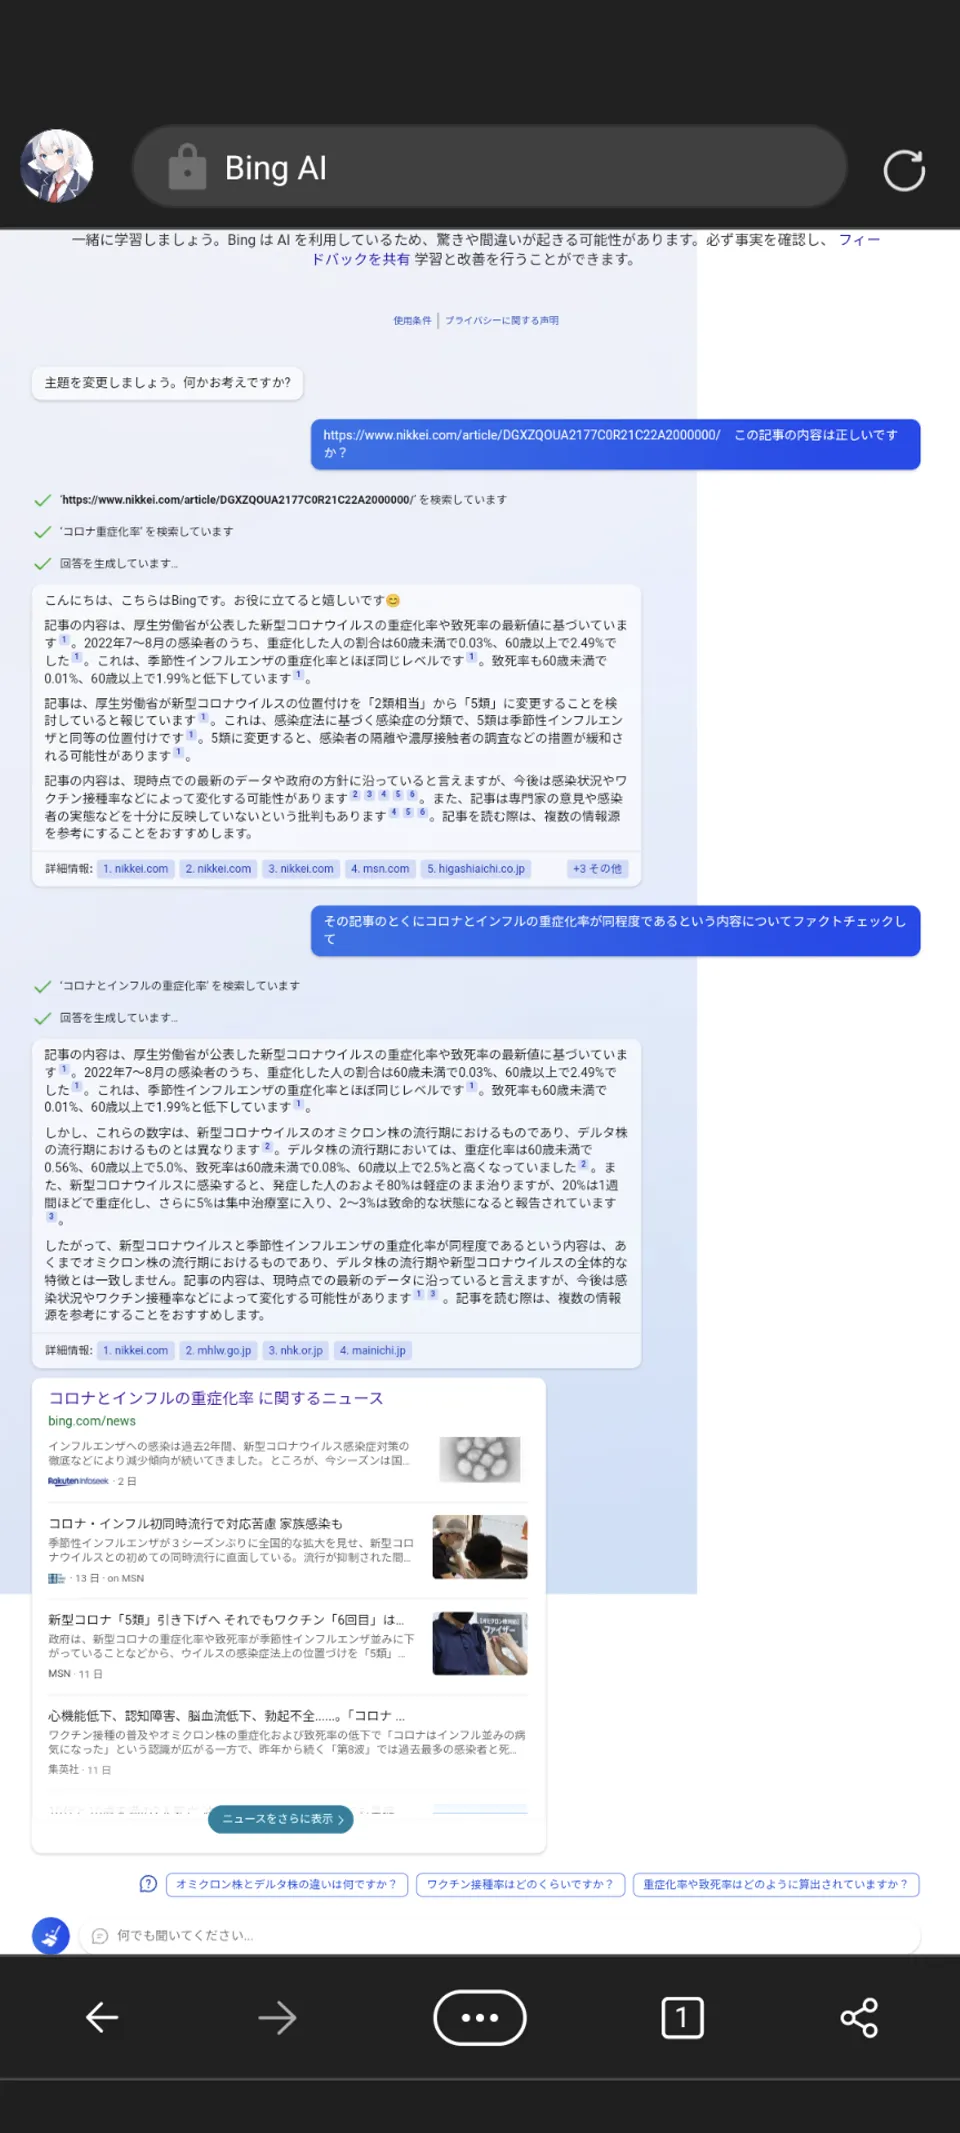 Bing AI
一緒に学習しましょう。Bing は AI を利用しているため、驚きや間違いが起きる可能性があります。必ず事実を確認し、 フィー
ドバックを共有 学習と改善を行うことができます。
使用条件 | プライバシーに関する声明
主題を変更しましょう。何かお考えですか?
https://www.nikkei.com/article/DGXZQOUA2177C0R21C22A2000000/ この記事の内容は正しいです
か？
'https://www.nikkei.com/article/DGXZQOUA2177C0R21C22A2000000/' を検索しています
'コロナ重症化率' を検索しています
回答を生成しています...
こんにちは、こちらはBingです。お役に立てると嬉しいです😊
記事の内容は、厚生労働省が公表した新型コロナウイルスの重症化率や致死率の最新値に基づいていま
す 1 。2022年7〜8月の感染者のうち、重症化した人の割合は60歳未満で0.03%、60歳以上で2.49%で
した 1 。これは、季節性インフルエンザの重症化率とほぼ同じレベルです 1 。致死率も60歳未満で
0.01%、60歳以上で1.99%と低下しています 1 。
記事は、厚生労働省が新型コロナウイルスの位置付けを「2類相当」から「5類」に変更することを検
討していると報じています 1 。これは、感染症法に基づく感染症の分類で、5類は季節性インフルエン
ザと同等の位置付けです 1 。5類に変更すると、感染者の隔離や濃厚接触者の調査などの措置が緩和さ
れる可能性があります 1 。
記事の内容は、現時点での最新のデータや政府の方針に沿っていると言えますが、今後は感染状況やワ
クチン接種率などによって変化する可能性があります 2 3 4 5 6 。また、記事は専門家の意見や感染
者の実態などを十分に反映していないという批判もあります 4 5 6 。記事を読む際は、複数の情報源
を参考にすることをおすすめします。
詳細情報: 1. nikkei.com 2. nikkei.com 3. nikkei.com 4. msn.com 5. higashiaichi.co.jp +3 その他
その記事のとくにコロナとインフルの重症化率が同程度であるという内容についてファクトチェックし
て
'コロナとインフルの重症化率' を検索しています
回答を生成しています...
記事の内容は、厚生労働省が公表した新型コロナウイルスの重症化率や致死率の最新値に基づいていま
す 1 。2022年7〜8月の感染者のうち、重症化した人の割合は60歳未満で0.03%、60歳以上で2.49%で
した 1 。これは、季節性インフルエンザの重症化率とほぼ同じレベルです 1 。致死率も60歳未満で
0.01%、60歳以上で1.99%と低下しています 1 。
しかし、これらの数字は、新型コロナウイルスのオミクロン株の流行期におけるものであり、デルタ株
の流行期におけるものとは異なります 2 。デルタ株の流行期においては、重症化率は60歳未満で
0.56%、60歳以上で5.0%、致死率は60歳未満で0.08%、60歳以上で2.5%と高くなっていました 2 。ま
た、新型コロナウイルスに感染すると、発症した人のおよそ80%は軽症のまま治りますが、20%は1週
間ほどで重症化し、さらに5%は集中治療室に入り、2〜3%は致命的な状態になると報告されています
3 。
したがって、新型コロナウイルスと季節性インフルエンザの重症化率が同程度であるという内容は、あ
くまでオミクロン株の流行期におけるものであり、デルタ株の流行期や新型コロナウイルスの全体的な
特徴とは一致しません。記事の内容は、現時点での最新のデータに沿っていると言えますが、今後は感
染状況やワクチン接種率などによって変化する可能性があります 1 3 。記事を読む際は、複数の情報
源を参考にすることをおすすめします。
詳細情報: 1. nikkei.com 2. mhlw.go.jp 3. nhk.or.jp 4. mainichi.jp
コロナとインフルの重症化率 に関するニュース
bing.com/news
インフルエンザへの感染は過去2年間、新型コロナウイルス感染症対策の
徹底などにより減少傾向が続いてきました。ところが、今シーズンは国...
Rakuten Infoseek · 2 日
コロナ・インフル初同時流行で対応苦慮 家族感染も
季節性インフルエンザが３シーズンぶりに全国的な拡大を見せ、新型コロ
ナウイルスとの初めての同時流行に直面している。流行が抑制された間...
· 13 日 · on MSN
新型コロナ「5類」引き下げへ それでもワクチン「6回目」は...
政府は、新型コロナの重症化率や致死率が季節性インフルエンザ並みに下
がっていることなどから、ウイルスの感染症法上の位置づけを「5類」...
MSN · 11 日
ファイザー
心機能低下、認知障害、脳血流低下、勃起不全......。「コロナ ...
ワクチン接種の普及やオミクロン株の重症化および致死率の低下で「コロナはインフル並みの病
気になった」という認識が広がる一方で、昨年から続く「第8波」では過去最多の感染者と死...
集英社 · 11 日
ニュースをさらに表示
オミクロン株とデルタ株の違いは何ですか？ ワクチン接種率はどのくらいですか？ 重症化率や致死率はどのように算出されていますか？
何でも聞いてください...
1